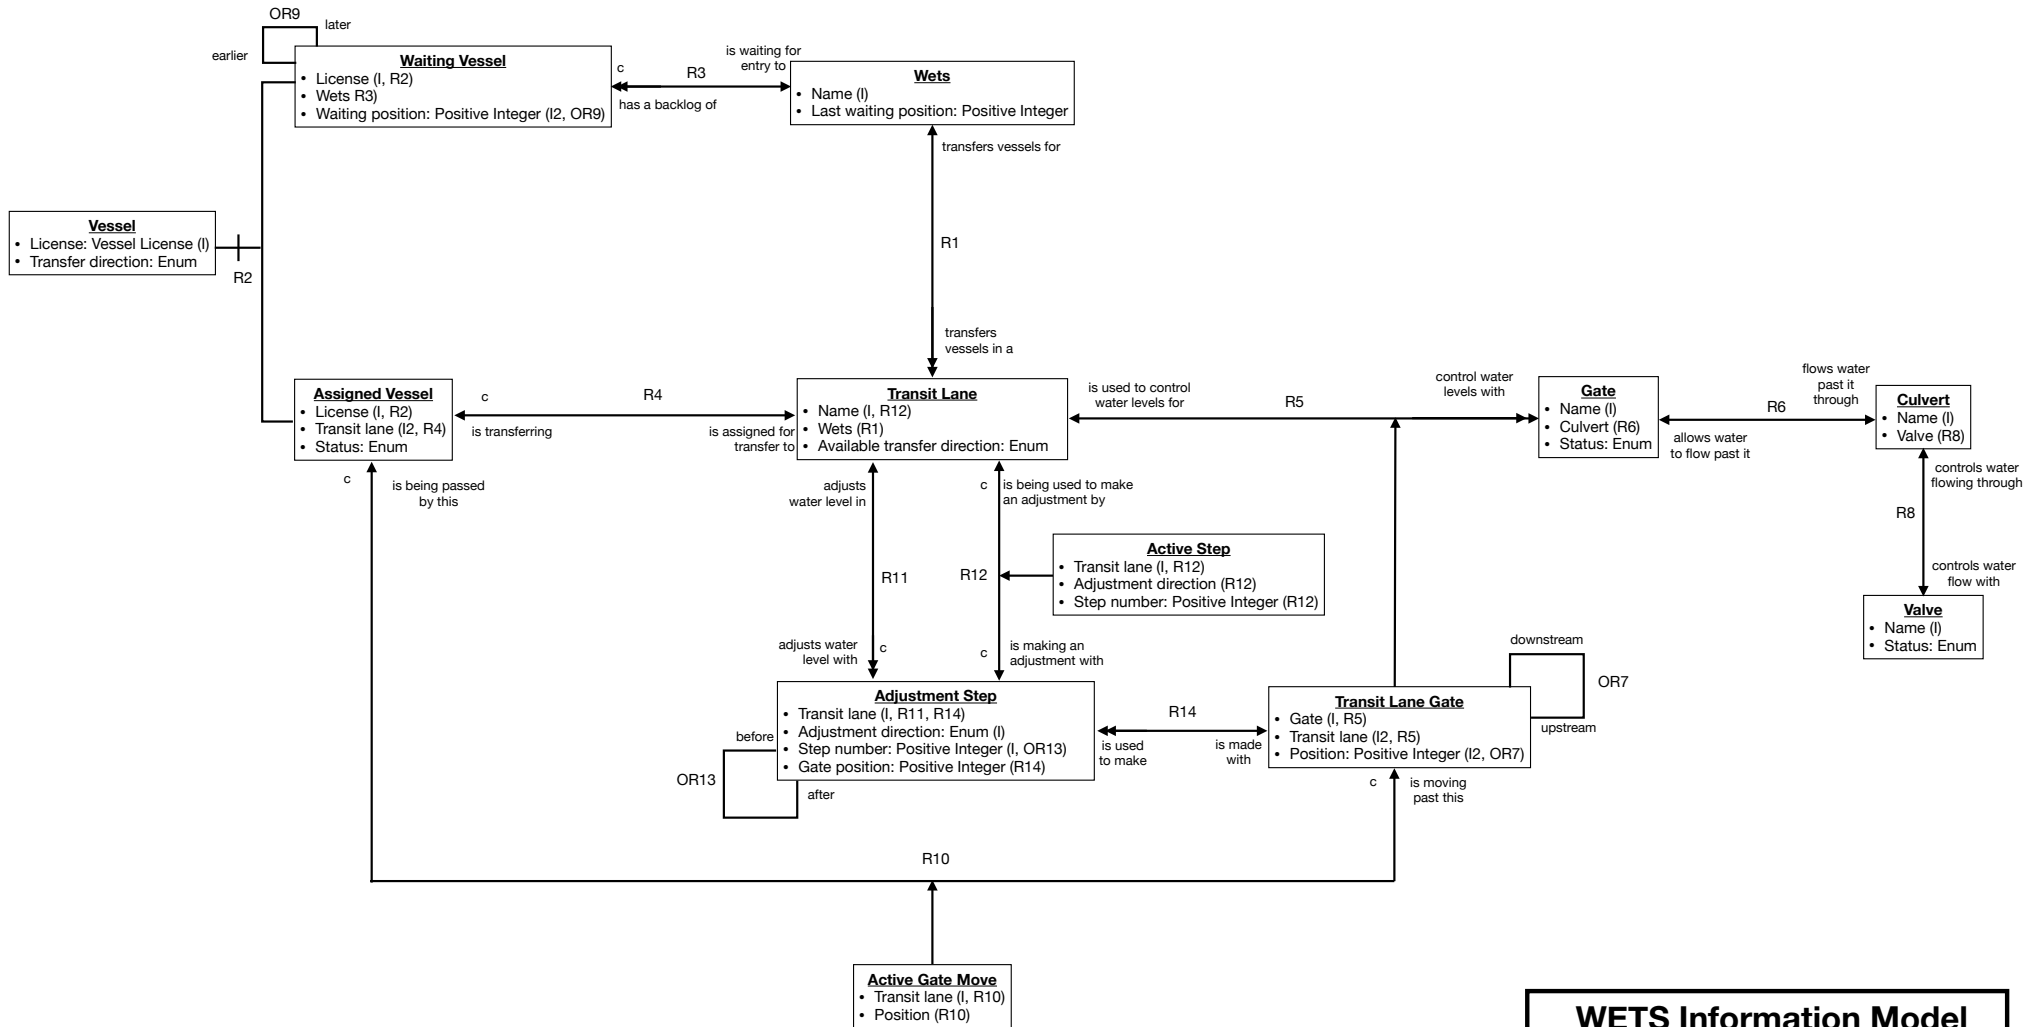 OR9
later
earlier
Waiting Vessel
• License (I, R2)
• Wets R3)
• Waiting position: Positive Integer (I2, OR9)
c
R3
is waiting for
entry to
has a backlog of
Wets
• Name (I)
• Last waiting position: Positive Integer
transfers vessels for
R1
transfers
vessels in a
Vessel
• License: Vessel License (I)
• Transfer direction: Enum
R2
Assigned Vessel
• License (I, R2)
• Transit lane (I2, R4)
• Status: Enum
c
R4
is transferring
is assigned for
transfer to
c
is being passed
by this
Transit Lane
• Name (I, R12)
• Wets (R1)
• Available transfer direction: Enum
is used to control
water levels for
R5
control water
levels with
Gate
• Name (I)
• Culvert (R6)
• Status: Enum
flows water
past it
through
R6
allows water
to flow past it
Culvert
• Name (I)
• Valve (R8)
controls water
flowing through
R8
controls water
flow with
Valve
• Name (I)
• Status: Enum
adjusts
water level in
c
is being used to make
an adjustment by
R11
R12
Active Step
• Transit lane (I, R12)
• Adjustment direction (R12)
• Step number: Positive Integer (R12)
adjusts water
level with
c
c
is making an
adjustment with
Adjustment Step
• Transit lane (I, R11, R14)
• Adjustment direction: Enum (I)
• Step number: Positive Integer (I, OR13)
• Gate position: Positive Integer (R14)
before
OR13
after
R14
is used
to make
is made
with
Transit Lane Gate
• Gate (I, R5)
• Transit lane (I2, R5)
• Position: Positive Integer (I2, OR7)
downstream
OR7
upstream
c
is moving
past this
R10
Active Gate Move
• Transit lane (I, R10)
• Position (R10)
WETS Information Model